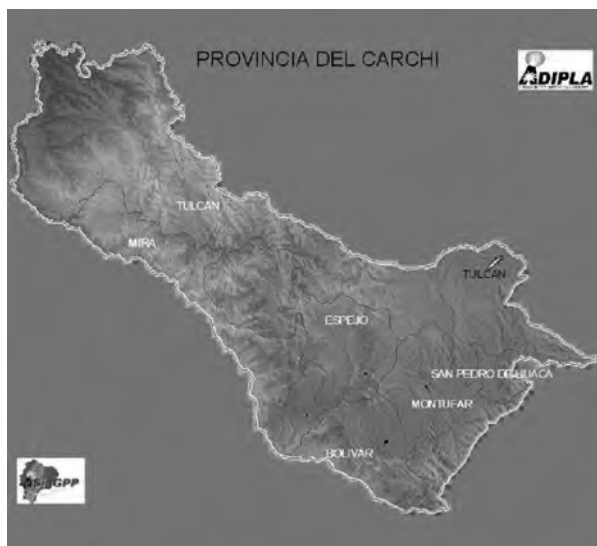 PROVINCIA DEL CARCHI
ADIPLA
TULCAN
MIRA
TULCAN
ESPEJO
SAN PEDRO DE HUACA
MONTUFAR
BOLIVAR